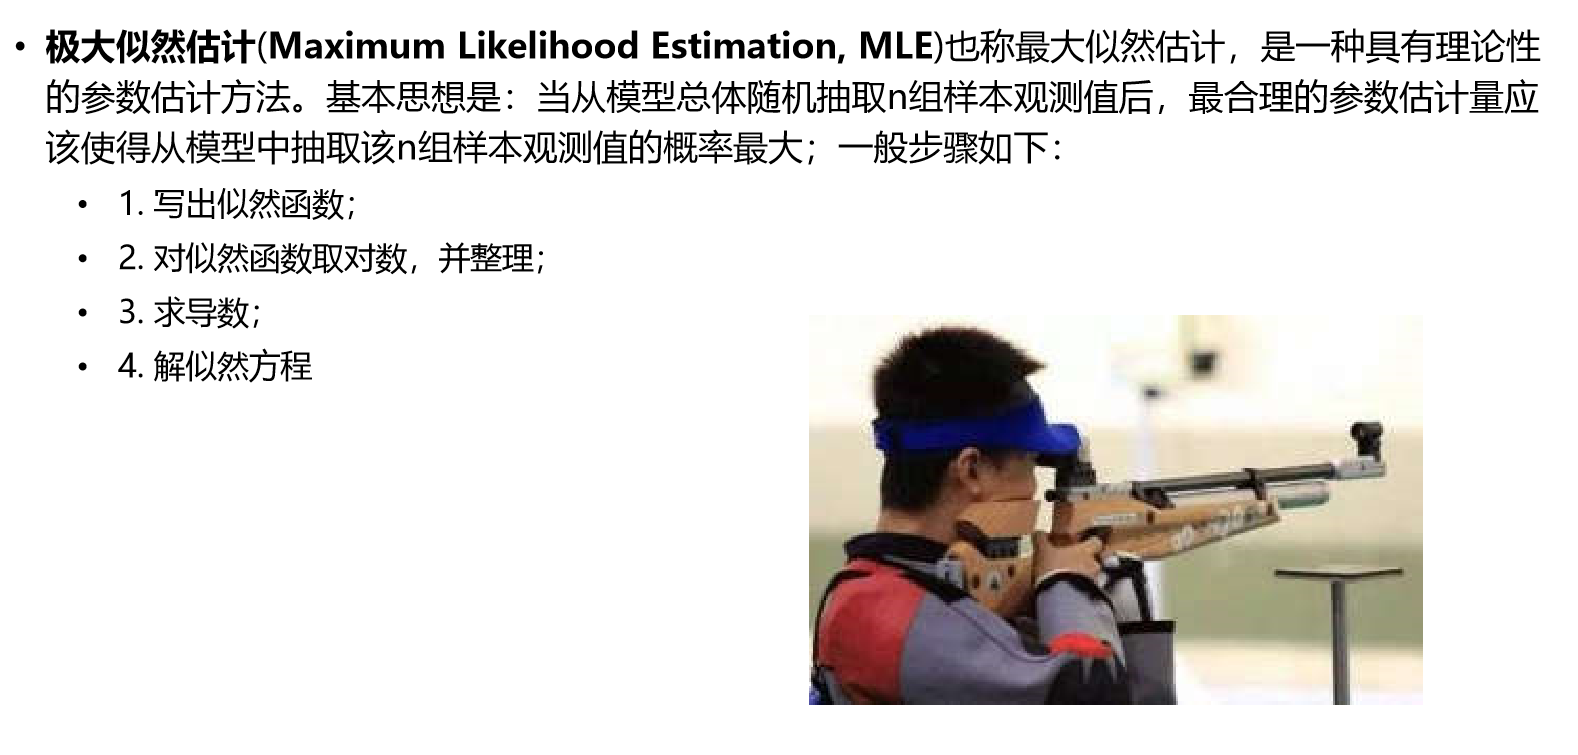 • 极大似然估计(Maximum Likelihood Estimation, MLE)也称最大似然估计，是一种具有理论性
的参数估计方法。基本思想是：当从模型总体随机抽取n组样本观测值后，最合理的参数估计量应
该使得从模型中抽取该n组样本观测值的概率最大；一般步骤如下：
• 1. 写出似然函数；
• 2. 对似然函数取对数，并整理；
• 3. 求导数；
• 4. 解似然方程